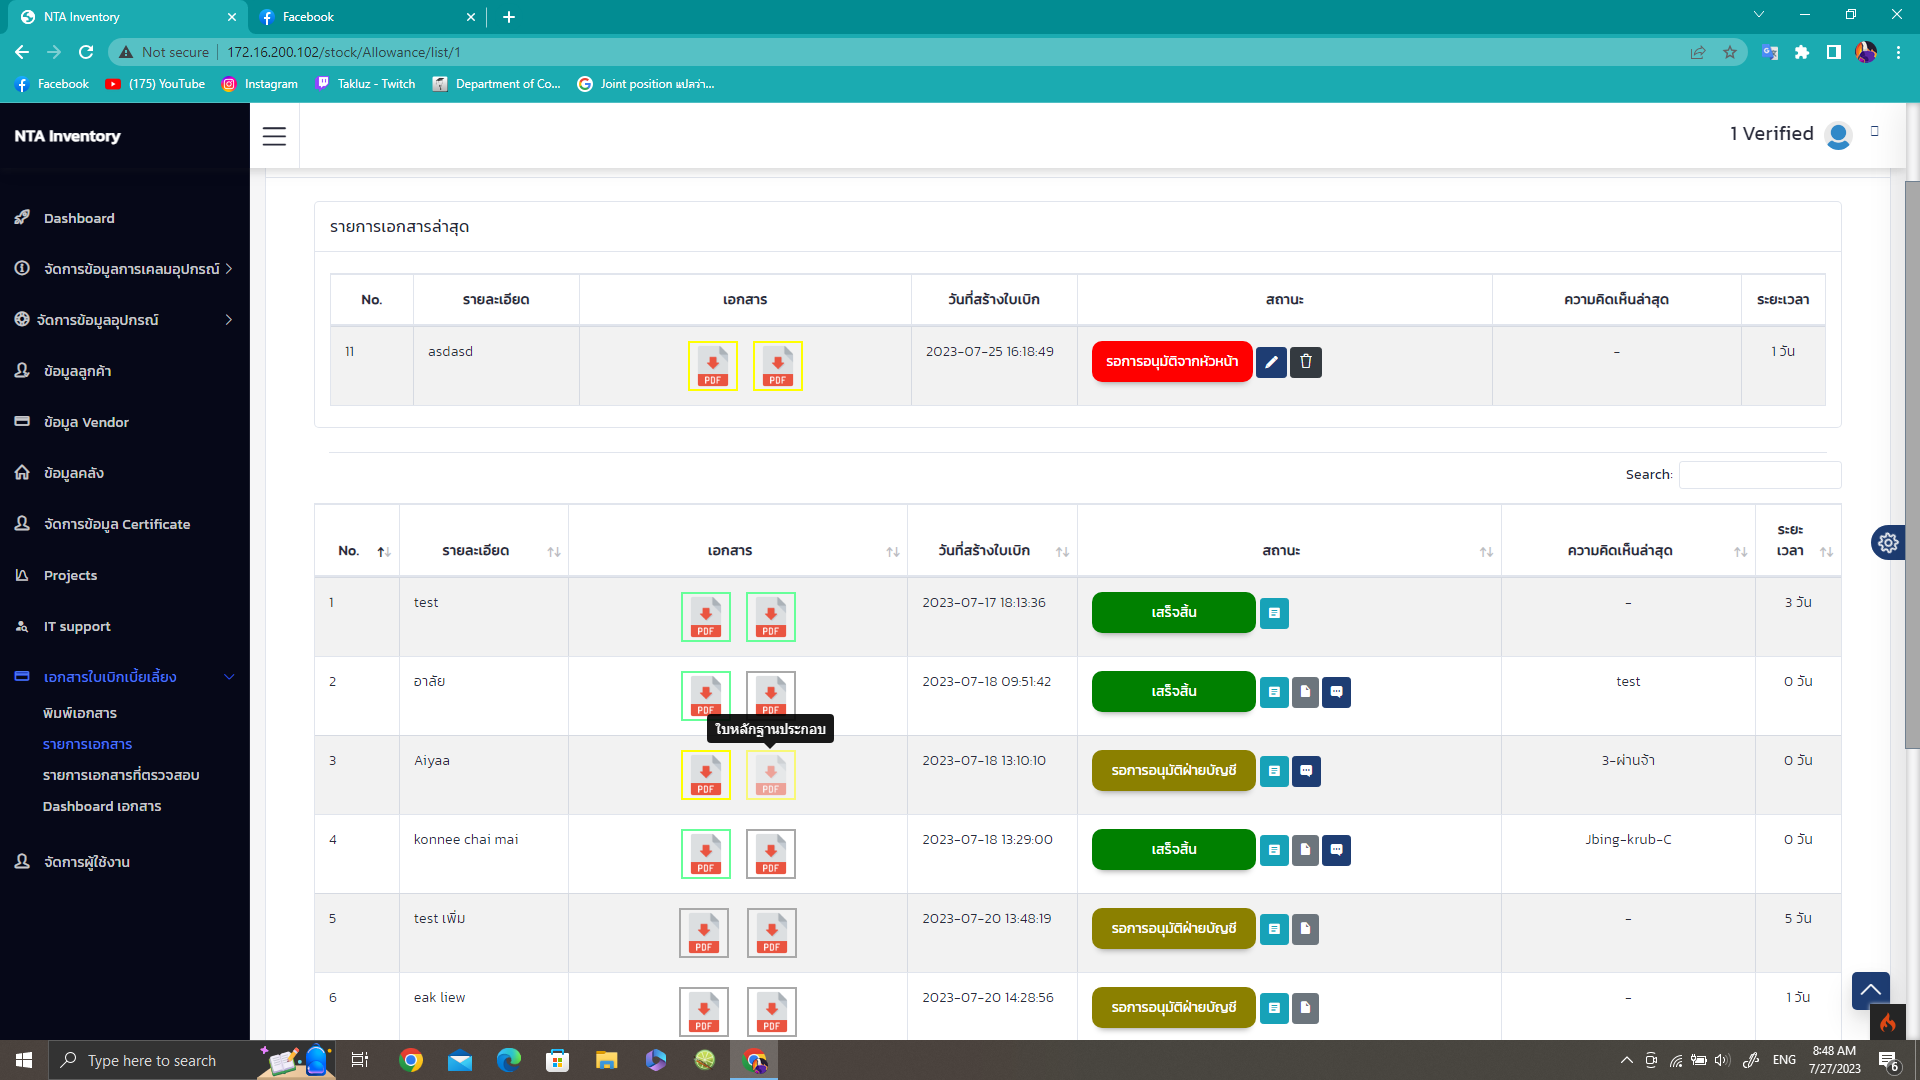 NTA Inventory
Facebook
Not secure
172.16.200.102/stock/Allowance/list/1
Facebook
(175) YouTube
Instagram
Takluz - Twitch
Department of Co...
Joint position แปลว่า...
NTA Inventory
1 Verified
Dashboard
จัดการข้อมูลการเคลมอุปกรณ์
จัดการข้อมูลอุปกรณ์
ข้อมูลลูกค้า
ข้อมูล Vendor
ข้อมูลคลัง
จัดการข้อมูล Certificate
Projects
IT support
เอกสารใบเบิกเบี้ยเลี้ยง
พิมพ์เอกสาร
รายการเอกสาร
รายการเอกสารที่ตรวจสอบ
Dashboard เอกสาร
จัดการผู้ใช้งาน
รายการเอกสารล่าสุด
No. รายละเอียด เอกสาร วันที่สร้างใบเบิก สถานะ ความคิดเห็นล่าสุด ระยะเวลา
11 asdasd PDF PDF 2023-07-25 16:18:49 รอการอนุมัติจากหัวหน้า - 1 วัน
Search:
No. รายละเอียด เอกสาร วันที่สร้างใบเบิก สถานะ ความคิดเห็นล่าสุด ระยะ
เวลา
1 test PDF PDF 2023-07-17 18:13:36 เสร็จสิ้น - 3 วัน
2 อาลัย PDF PDF 2023-07-18 09:51:42 เสร็จสิ้น test 0 วัน
ใบหลักฐานประกอบ
3 Aiyaa PDF PDF 2023-07-18 13:10:10 รอการอนุมัติฝ่ายบัญชี 3-ผ่านจ้า 0 วัน
4 konnee chai mai PDF PDF 2023-07-18 13:29:00 เสร็จสิ้น Jbing-krub-C 0 วัน
5 test เพิ่ม PDF PDF 2023-07-20 13:48:19 รอการอนุมัติฝ่ายบัญชี - 5 วัน
6 eak liew PDF PDF 2023-07-20 14:28:56 รอการอนุมัติฝ่ายบัญชี - 1 วัน
Type here to search
ENG
8:48 AM
7/27/2023
6